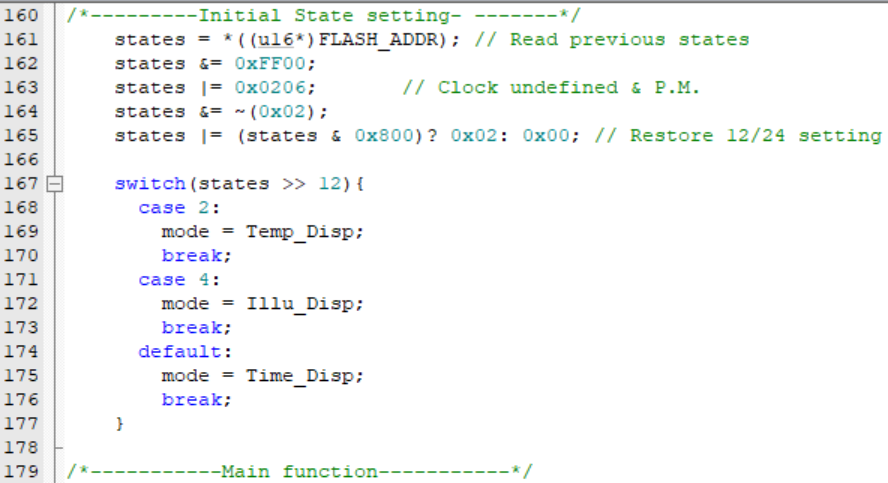 160 /*---------Initial State setting- -------*/
161     states = *((u16*)FLASH_ADDR); // Read previous states
162     states &= 0xFF00;
163     states |= 0x0206;       // Clock undefined & P.M.
164     states &= ~(0x02);
165     states |= (states & 0x800)? 0x02: 0x00; // Restore 12/24 setting
166
167     switch(states >> 12){
168       case 2:
169         mode = Temp_Disp;
170         break;
171       case 4:
172         mode = Illu_Disp;
173         break;
174       default:
175         mode = Time_Disp;
176         break;
177     }
178
179 /*-----------Main function-----------*/